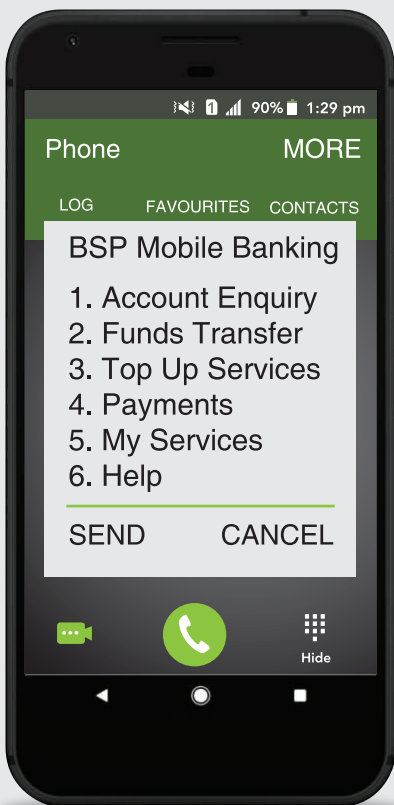 1 90% 1:29 pm
Phone MORE
LOG FAVOURITES CONTACTS
BSP Mobile Banking
1. Account Enquiry
2. Funds Transfer
3. Top Up Services
4. Payments
5. My Services
6. Help
SEND CANCEL
Hide